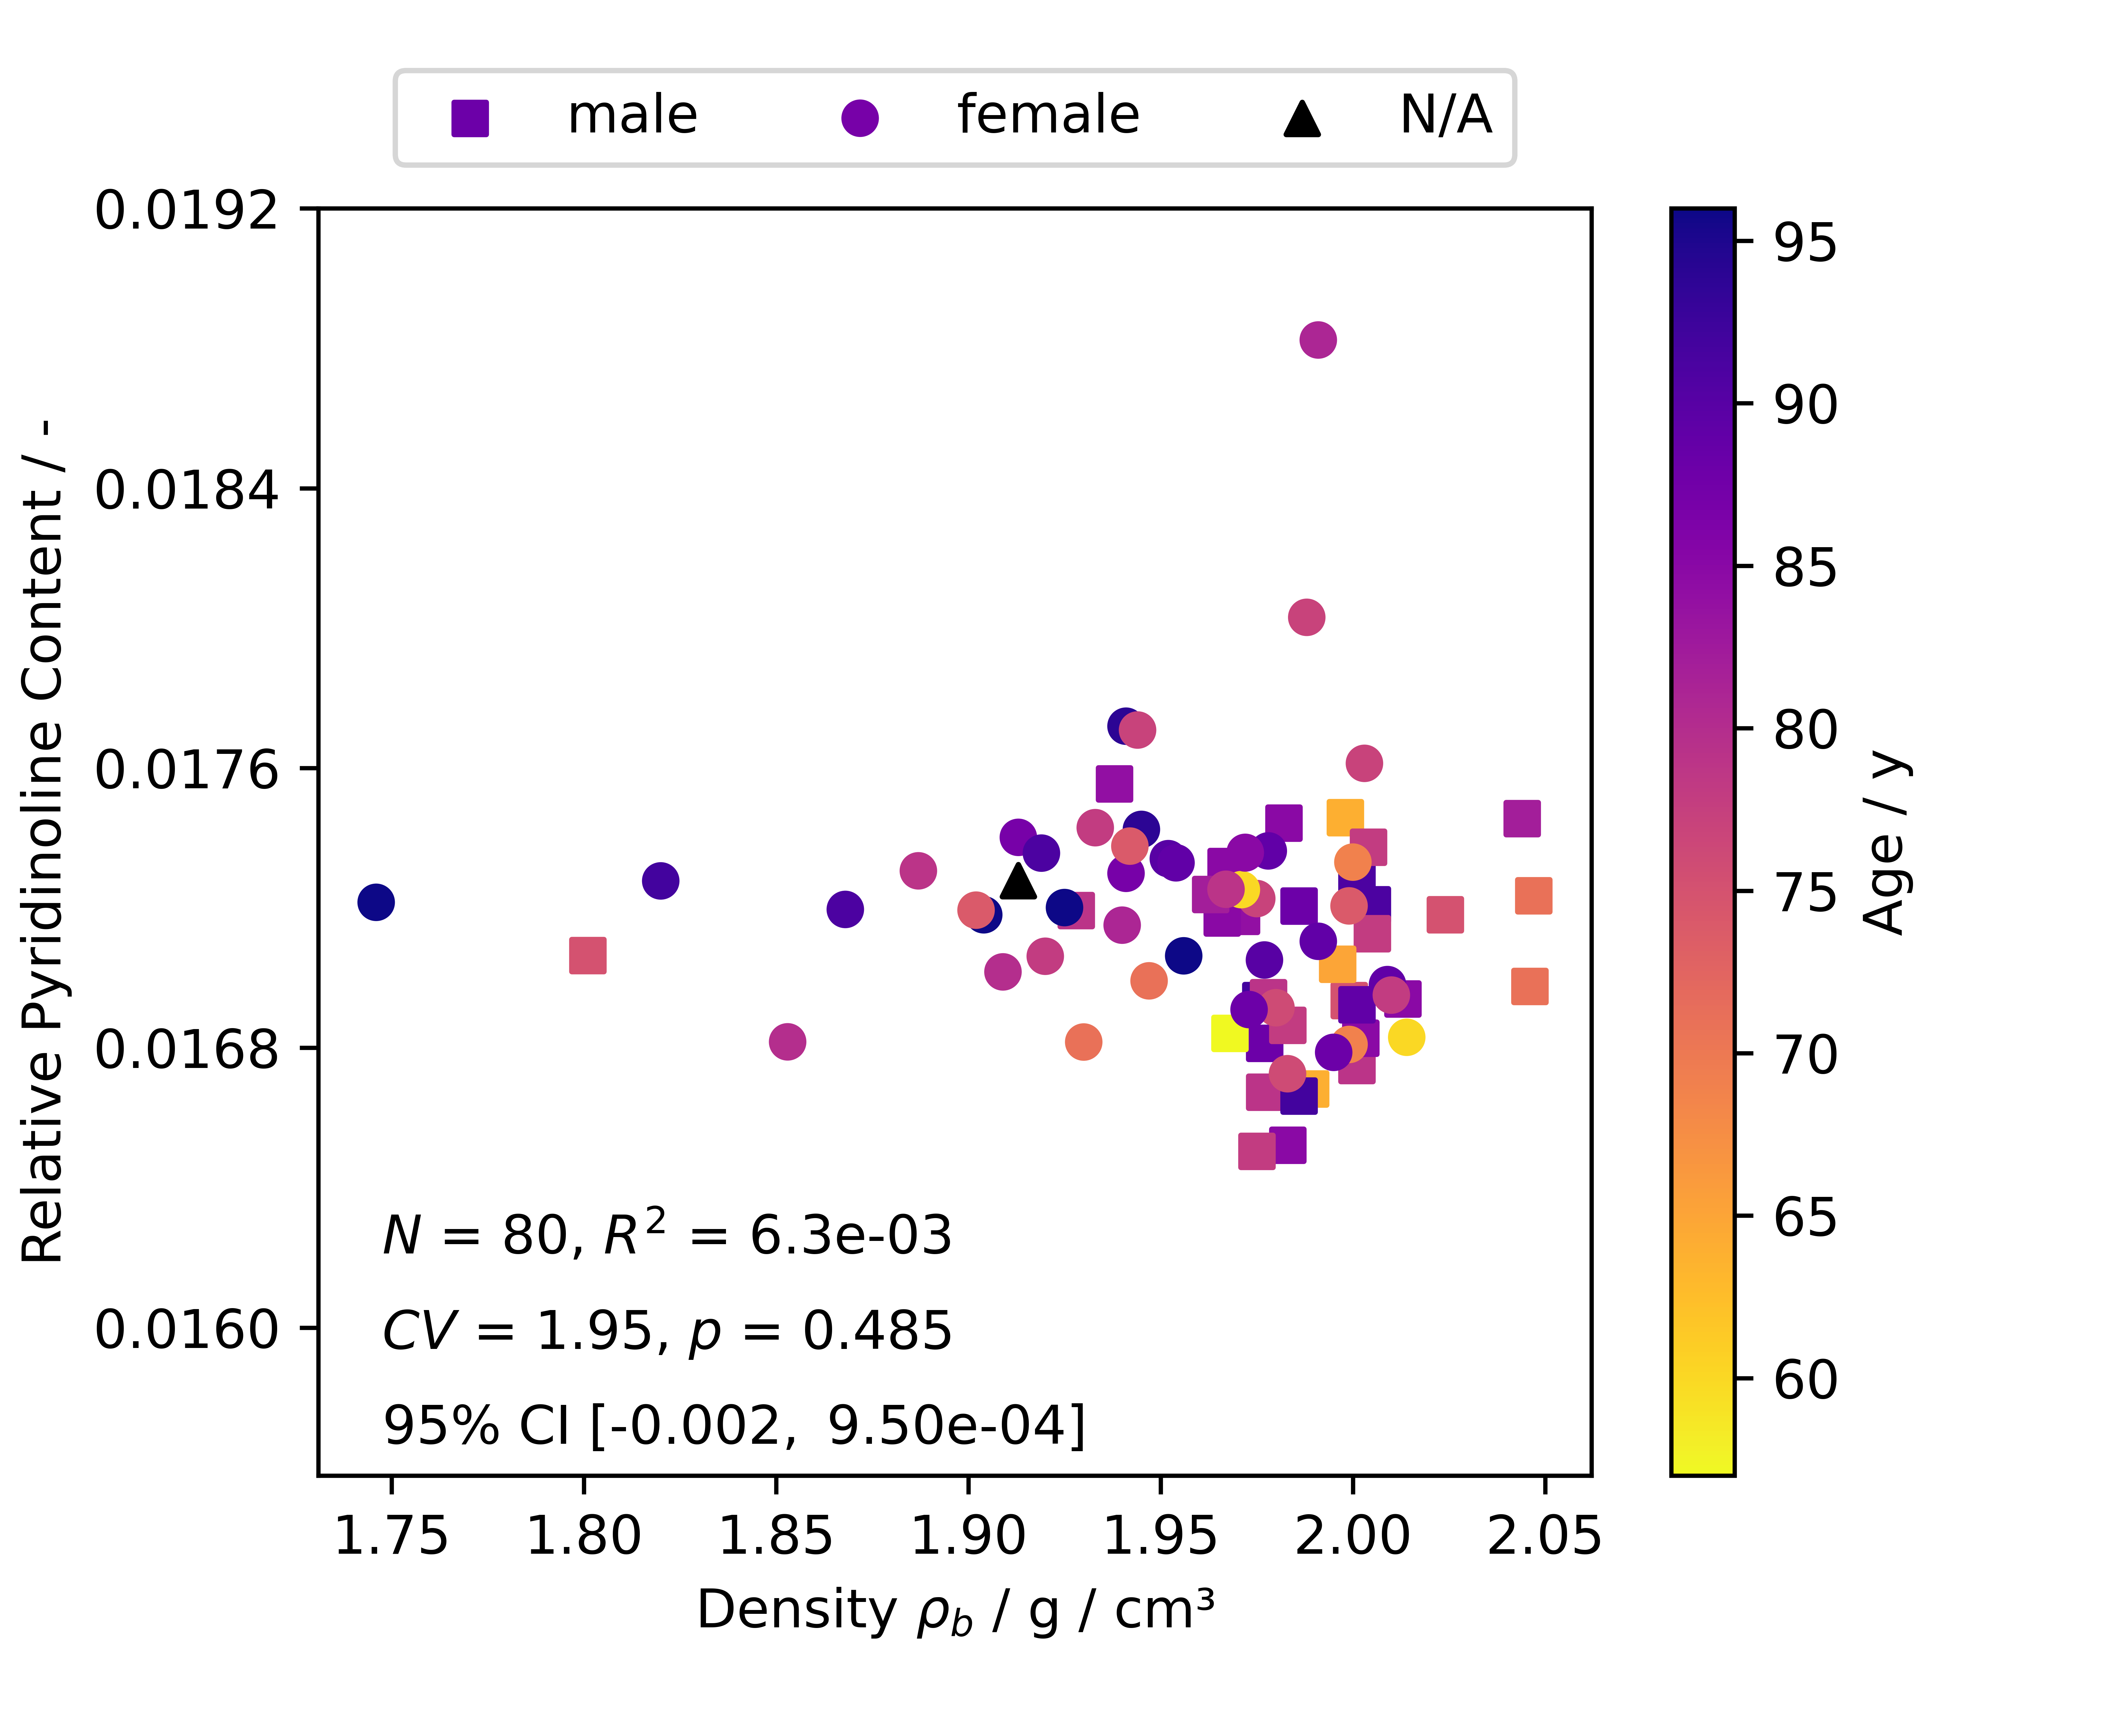 male female N/A
0.0192
0.0184
0.0176
0.0168
0.0160
Relative Pyridinoline Content / -
N = 80, R² = 6.3e-03
CV = 1.95, p = 0.485
95% CI [-0.002, 9.50e-04]
1.75 1.80 1.85 1.90 1.95 2.00 2.05
Density ρ_b / g / cm³
95
90
85
80
75
70
65
60
Age / y